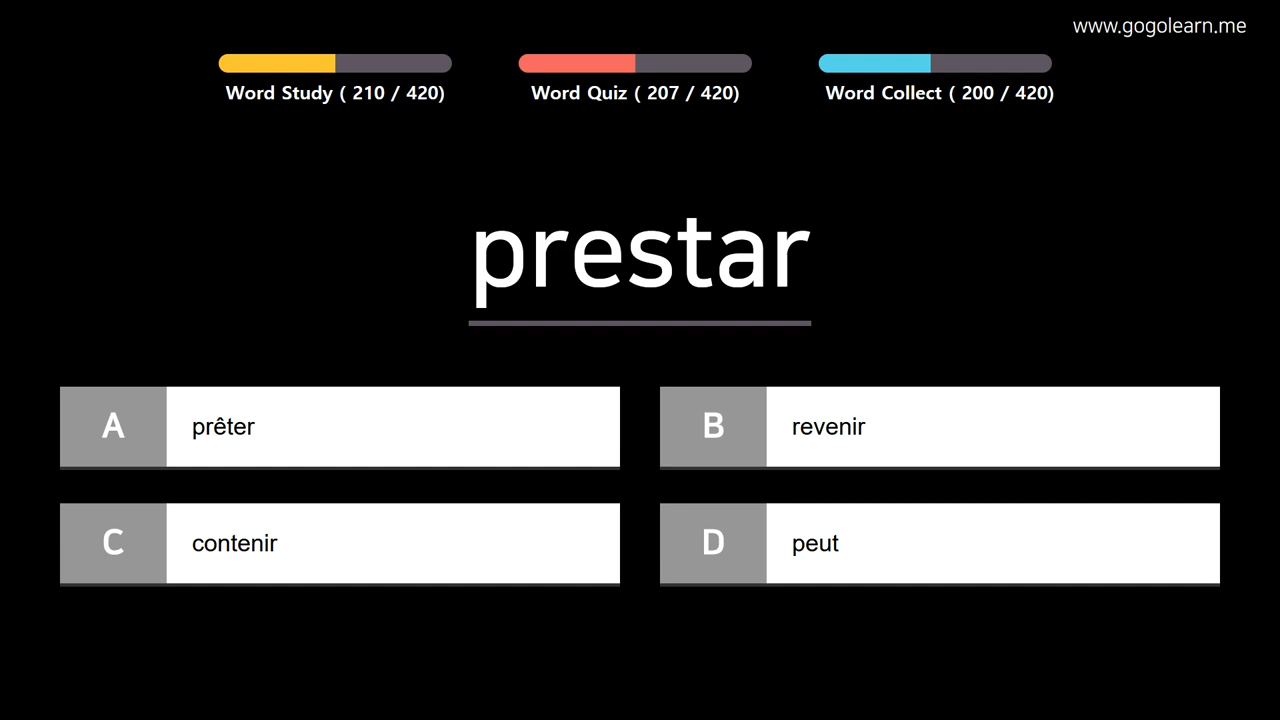 www.gogolearn.me
Word Study ( 210 / 420)
Word Quiz ( 207 / 420)
Word Collect ( 200 / 420)
prestar
A prêter
B revenir
C contenir
D peut